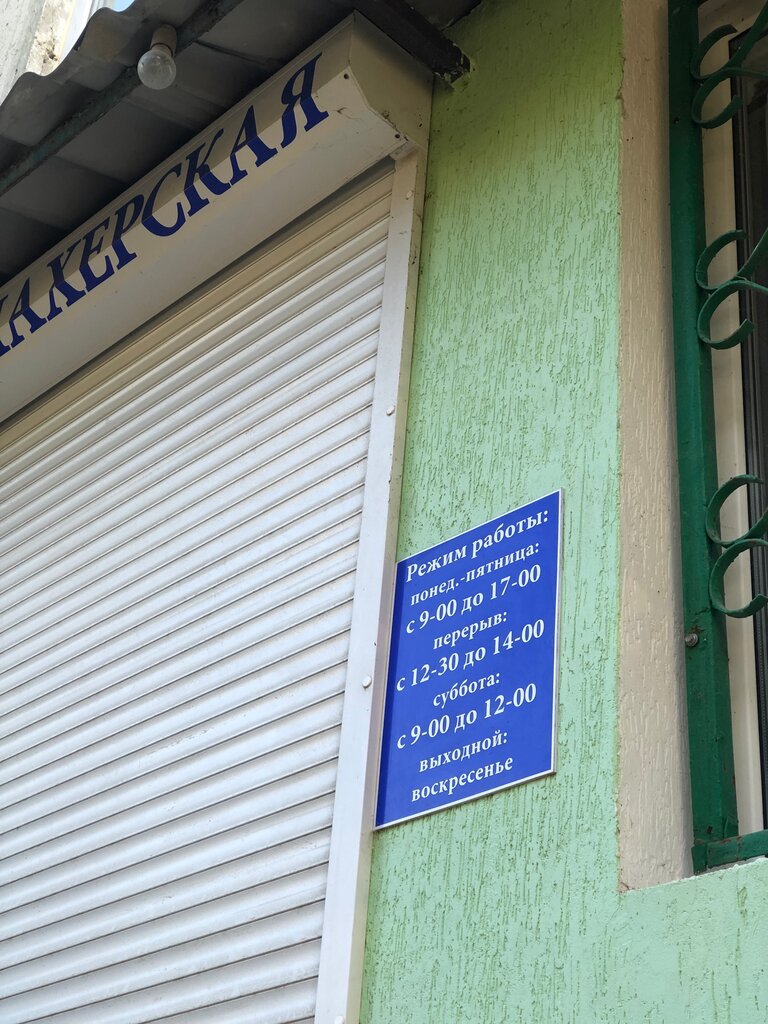 АХЕРСКАЯ
Режим работы:
понед.-пятница:
с 9-00 до 17-00
перерыв:
с 12-30 до 14-00
суббота:
с 9-00 до 12-00
выходной:
воскресенье